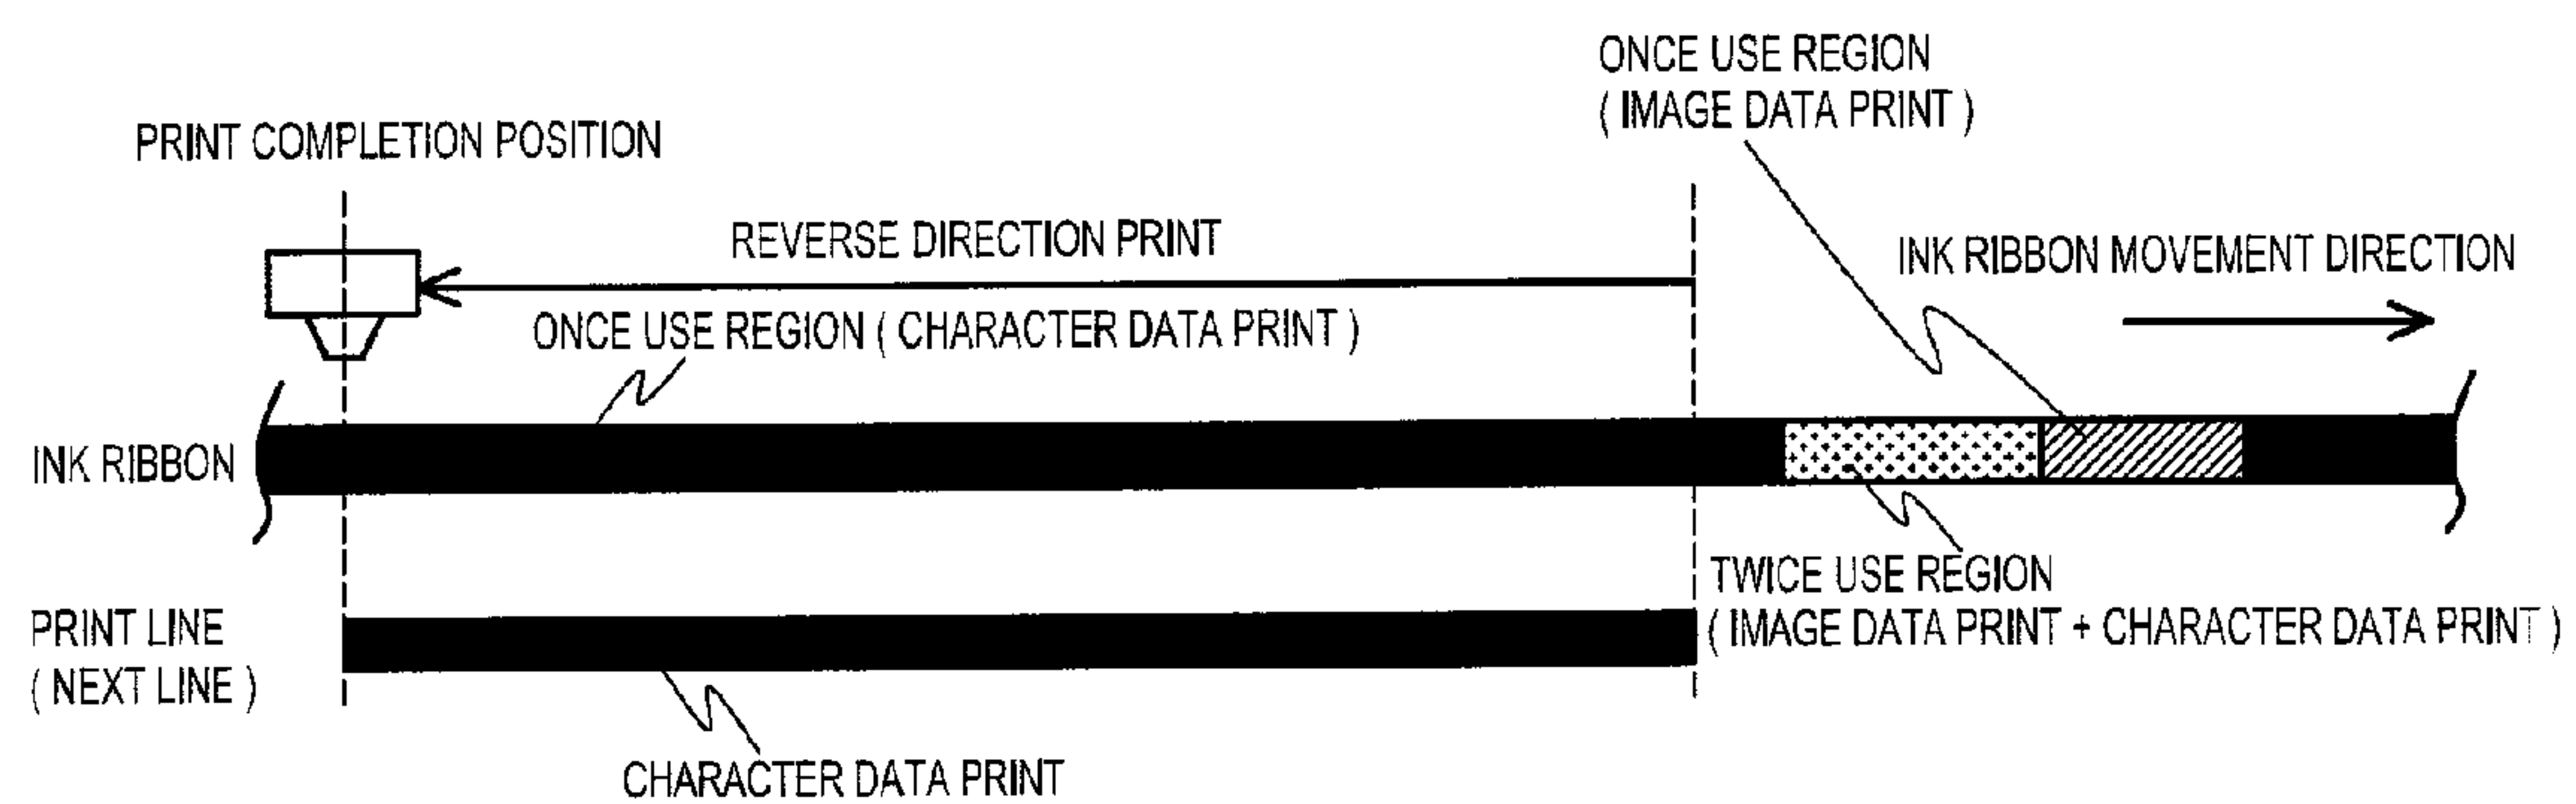 ONCE USE REGION
( IMAGE DATA PRINT )
PRINT COMPLETION POSITION
REVERSE DIRECTION PRINT
INK RIBBON MOVEMENT DIRECTION
ONCE USE REGION ( CHARACTER DATA PRINT )
INK RIBBON
TWICE USE REGION
( IMAGE DATA PRINT + CHARACTER DATA PRINT )
PRINT LINE
( NEXT LINE )
CHARACTER DATA PRINT